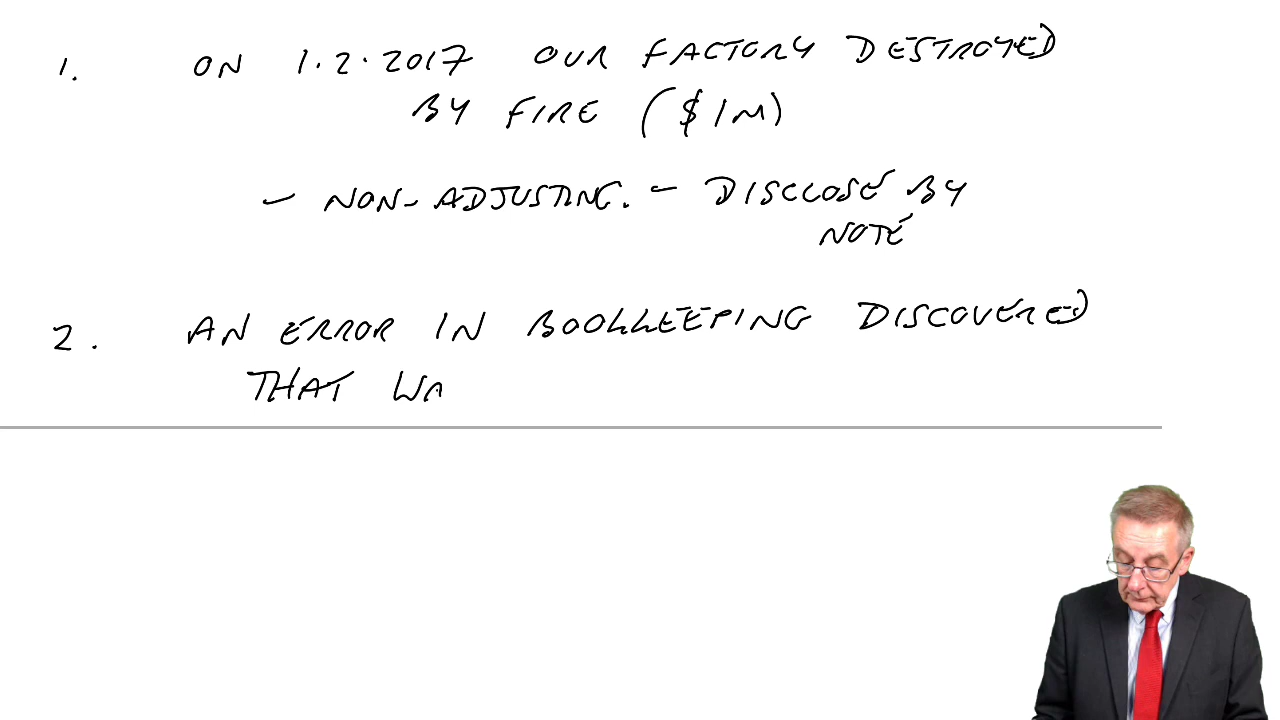 1. ON 1.2.2017 OUR FACTORY DESTROYED
BY FIRE ($1M)
- NON-ADJUSTING. - DISCLOSE BY
NOTE
2. AN ERROR IN BOOKKEEPING DISCOVERED
THAT WA